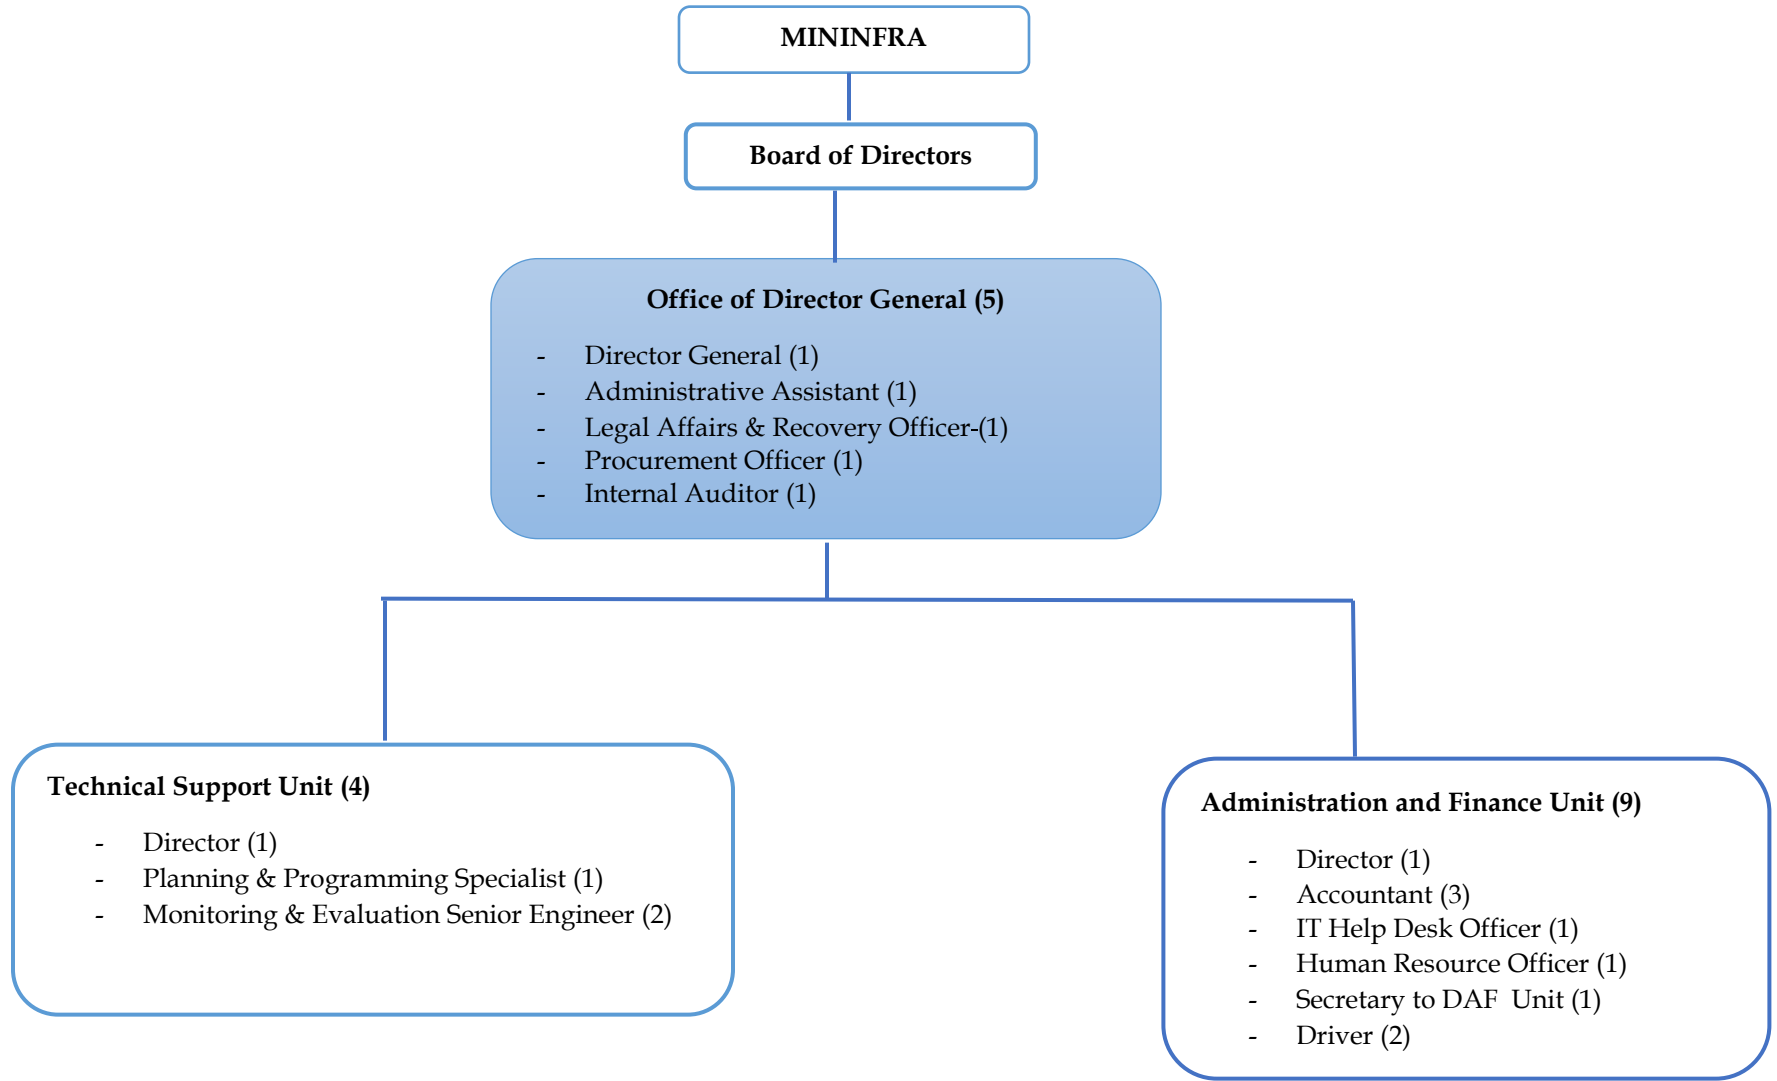 MININFRA
Board of Directors
Office of Director General (5)
- Director General (1)
- Administrative Assistant (1)
- Legal Affairs & Recovery Officer-(1)
- Procurement Officer (1)
- Internal Auditor (1)
Technical Support Unit (4)
- Director (1)
- Planning & Programming Specialist (1)
- Monitoring & Evaluation Senior Engineer (2)
Administration and Finance Unit (9)
- Director (1)
- Accountant (3)
- IT Help Desk Officer (1)
- Human Resource Officer (1)
- Secretary to DAF  Unit (1)
- Driver (2)